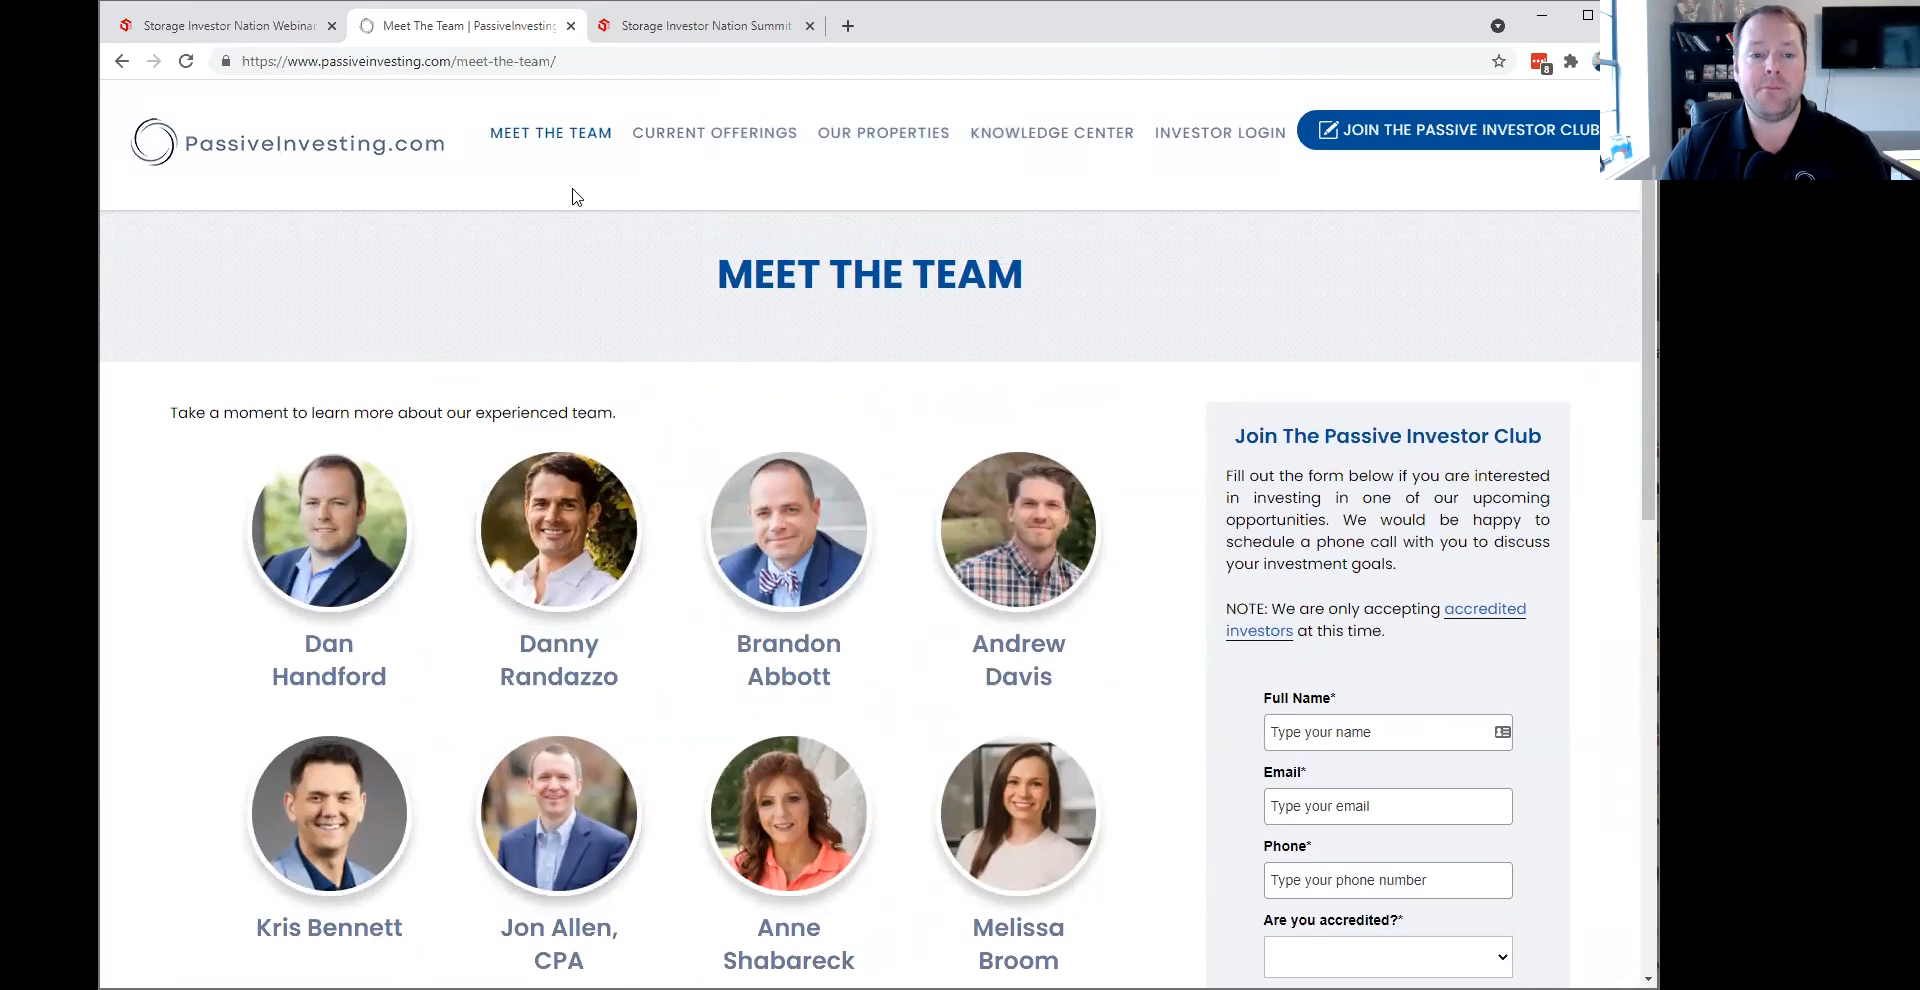 Storage Investor Nation Webinar
Meet The Team | PassiveInvesting
Storage Investor Nation Summit
https://www.passiveinvesting.com/meet-the-team/
8
PassiveInvesting.com
MEET THE TEAM
CURRENT OFFERINGS
OUR PROPERTIES
KNOWLEDGE CENTER
INVESTOR LOGIN
JOIN THE PASSIVE INVESTOR CLUB
MEET THE TEAM
Take a moment to learn more about our experienced team.
Dan
Handford
Danny
Randazzo
Brandon
Abbott
Andrew
Davis
Kris Bennett
Jon Allen,
CPA
Anne
Shabareck
Melissa
Broom
Join The Passive Investor Club
Fill out the form below if you are interested
in investing in one of our upcoming
opportunities. We would be happy to
schedule a phone call with you to discuss
your investment goals.
NOTE: We are only accepting accredited
investors at this time.
Full Name*
Type your name
Email*
Type your email
Phone*
Type your phone number
Are you accredited?*